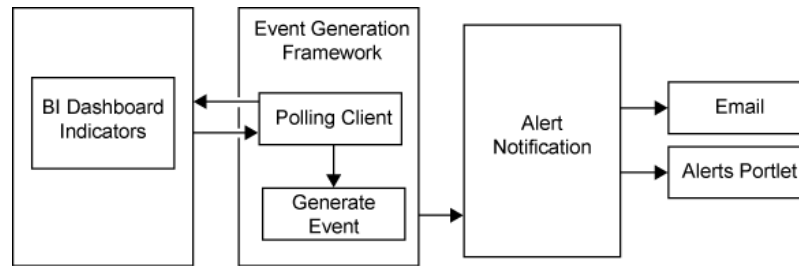 BI Dashboard
Indicators
Event Generation
Framework
Polling Client
Generate
Event
Alert
Notification
Email
Alerts Portlet